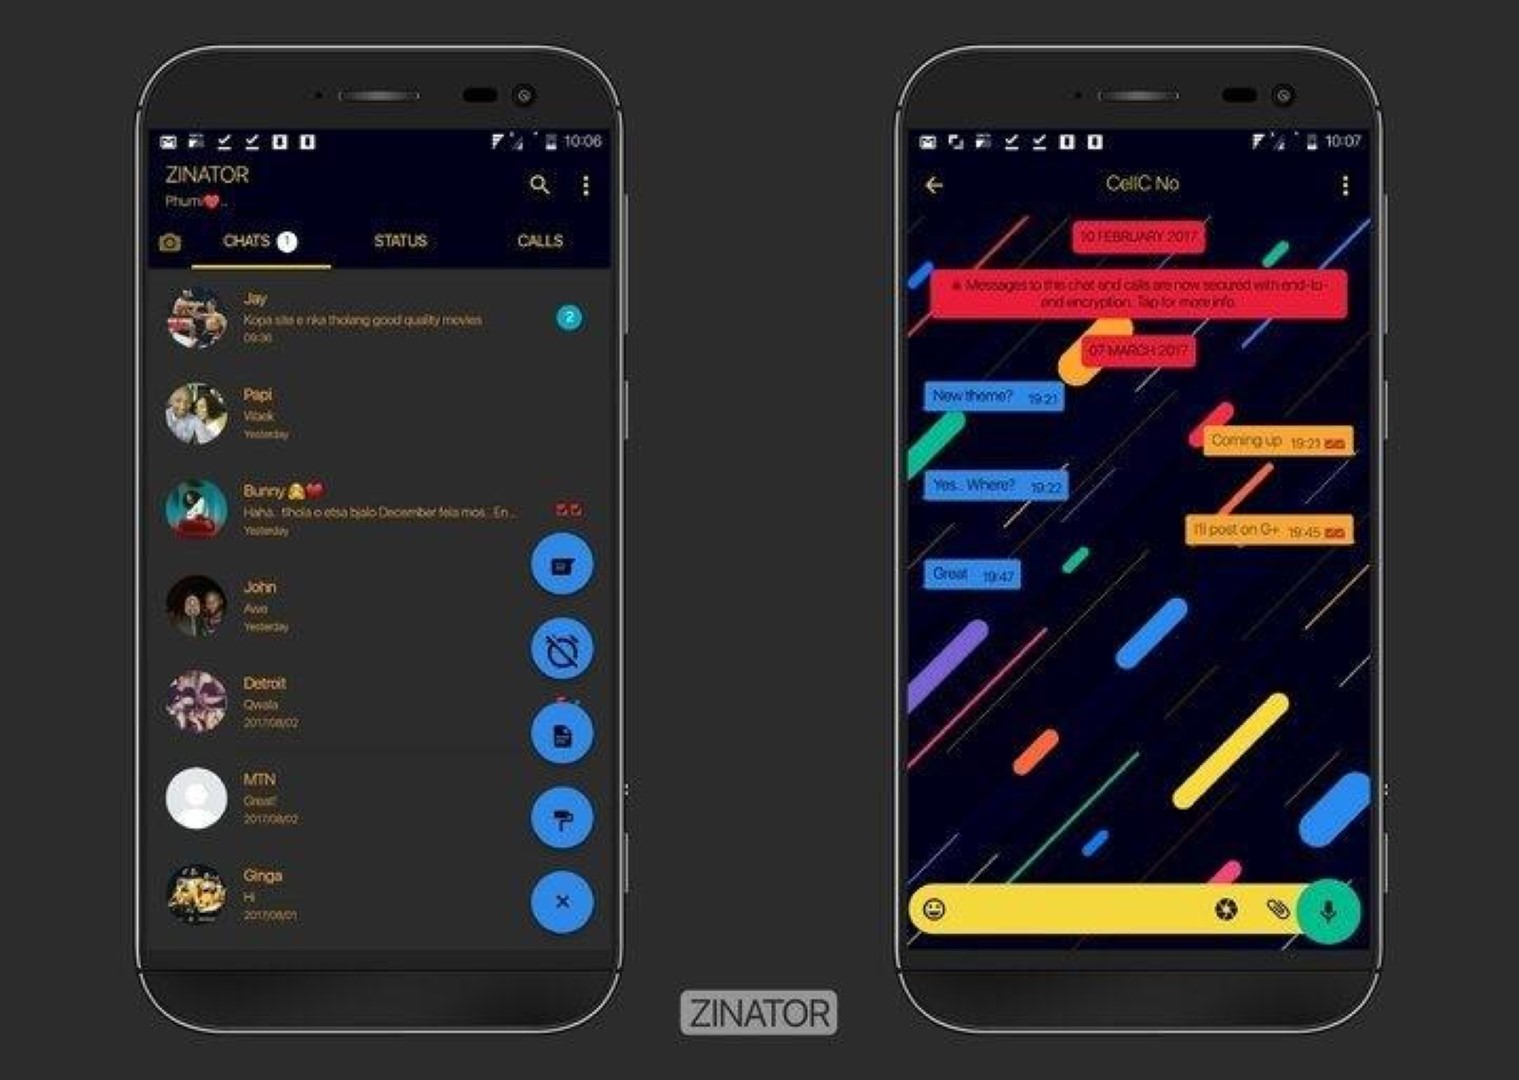 10:06
ZINATOR
Phumi❤️..
CHATS 1
STATUS
CALLS
Jay
Kopa site e nka tholang good quality movies
2
09:36
Papi
Waek
Yesterday
Bunny 🙈❤️
Haha.. tlhola o etsa bjalo December fela mos.. En...
Yesterday
John
Awe
Yesterday
Detroit
Qwala
2017/08/02
MTN
Great!
2017/08/02
Ginga
Hi
2017/08/01
10:07
CellC No
10 FEBRUARY 2017
Messages to this chat and calls are now secured with end-to-
end encryption. Tap for more info.
07 MARCH 2017
New theme? 19:21
Coming up 19:21
Yes.. Where? 19:22
I'll post on G+ 19:45
Great 19:47
ZINATOR